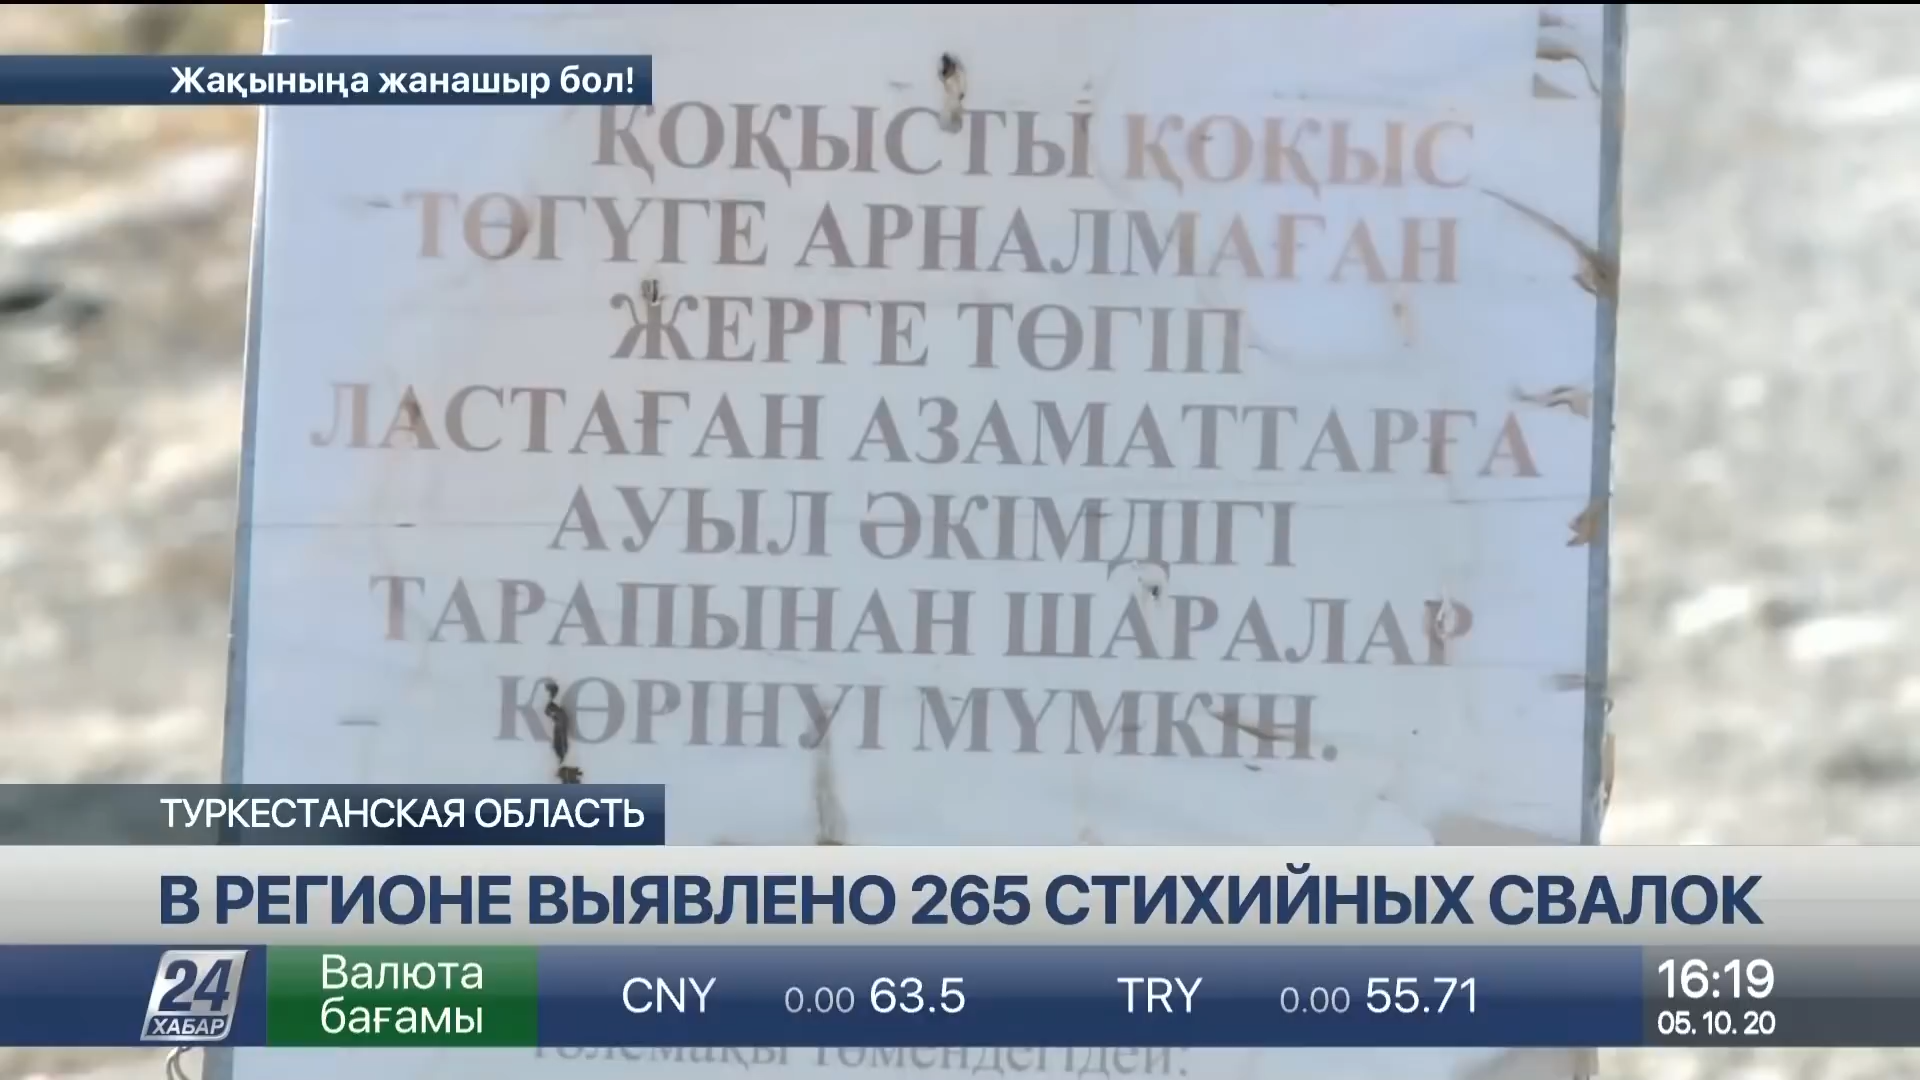 Жақыныңа жанашыр бол!
ҚОҚЫСТЫ ҚОҚЫС
ТӨГҮГЕ АРНАЛМАҒАН
ЖЕРГЕ ТӨГІП
ЛАСТАҒАН АЗАМАТТАРҒА
АУЫЛ ӘКІМДІГІ
ТАРАПЫНАН ШАРАЛАР
КӨРІНУІ МҮМКІН.
ТУРКЕСТАНСКАЯ ОБЛАСТЬ
В РЕГИОНЕ ВЫЯВЛЕНО 265 СТИХИЙНЫХ СВАЛОК
24 ХАБАР
Валюта бағамы
CNY 0.00 63.5 TRY 0.00 55.71
16:19
05. 10. 20
төмендегідей: